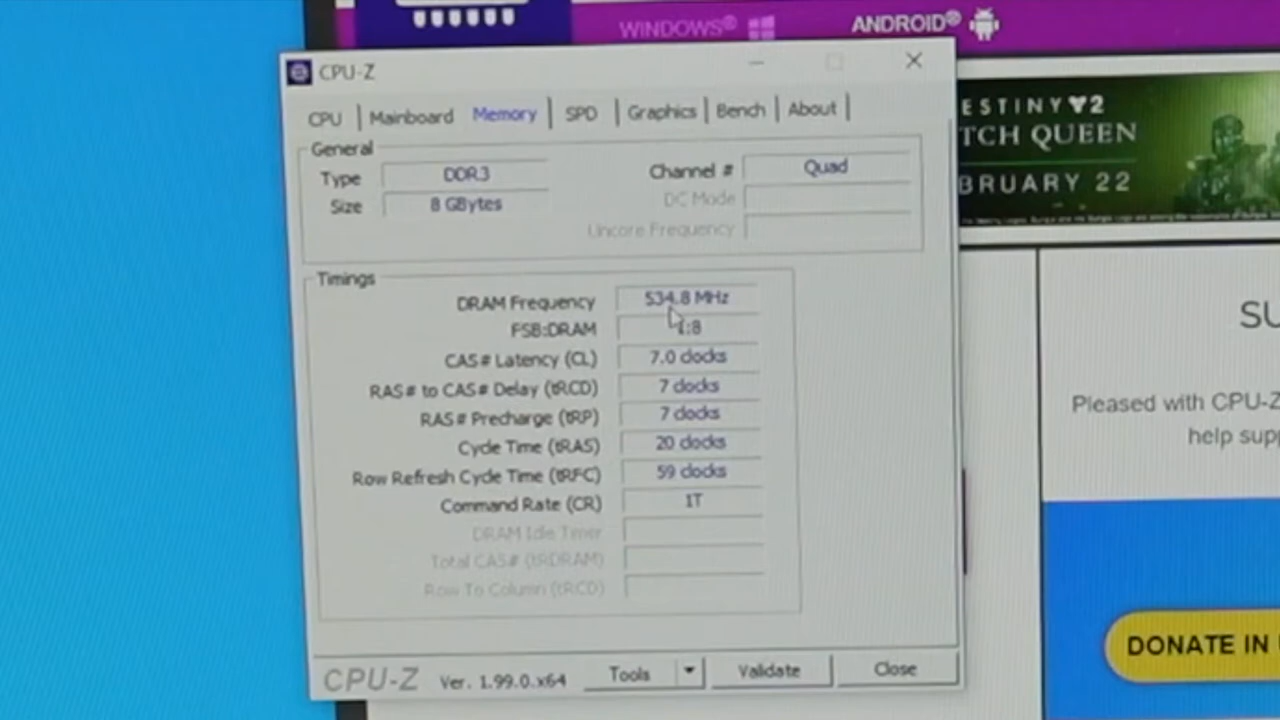 WINDOWS® ANDROID®
CPU-Z
CPU Mainboard Memory SPD Graphics Bench About
General
Type DDR3 Channel # Quad
Size 8 GBytes DC Mode
Uncore Frequency
Timings
DRAM Frequency 534.8 MHz
FSB:DRAM 1:8
CAS# Latency (CL) 7.0 clocks
RAS# to CAS# Delay (tRCD) 7 clocks
RAS# Precharge (tRP) 7 clocks
Cycle Time (tRAS) 20 clocks
Row Refresh Cycle Time (tRFC) 59 clocks
Command Rate (CR) 1T
DRAM Idle Timer
Total CAS# (tRDRAM)
Row To Column (tRCD)
CPU-Z Ver. 1.99.0.x64 Tools Validate Close
ESTINY 2
TCH QUEEN
BRUARY 22
SU
Pleased with CPU-Z
help supp
DONATE IN